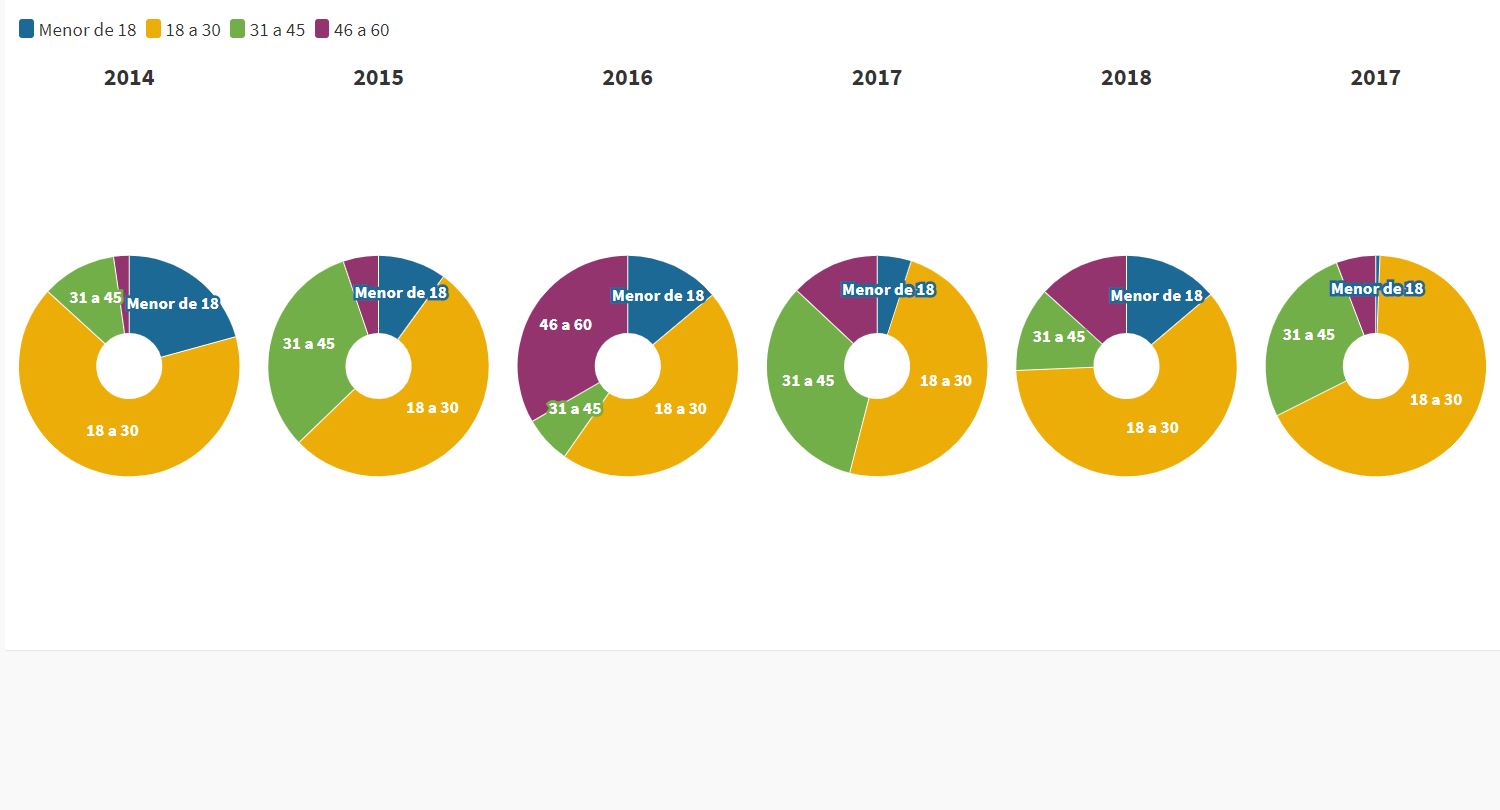 Menor de 18 18 a 30 31 a 45 46 a 60
2014 2015 2016 2017 2018 2017
31 a 45 Menor de 18 18 a 30
Menor de 18 31 a 45 18 a 30
Menor de 18 46 a 60 31 a 45 18 a 30
Menor de 18 31 a 45 18 a 30
Menor de 18 31 a 45 18 a 30
Menor de 18 31 a 45 18 a 30